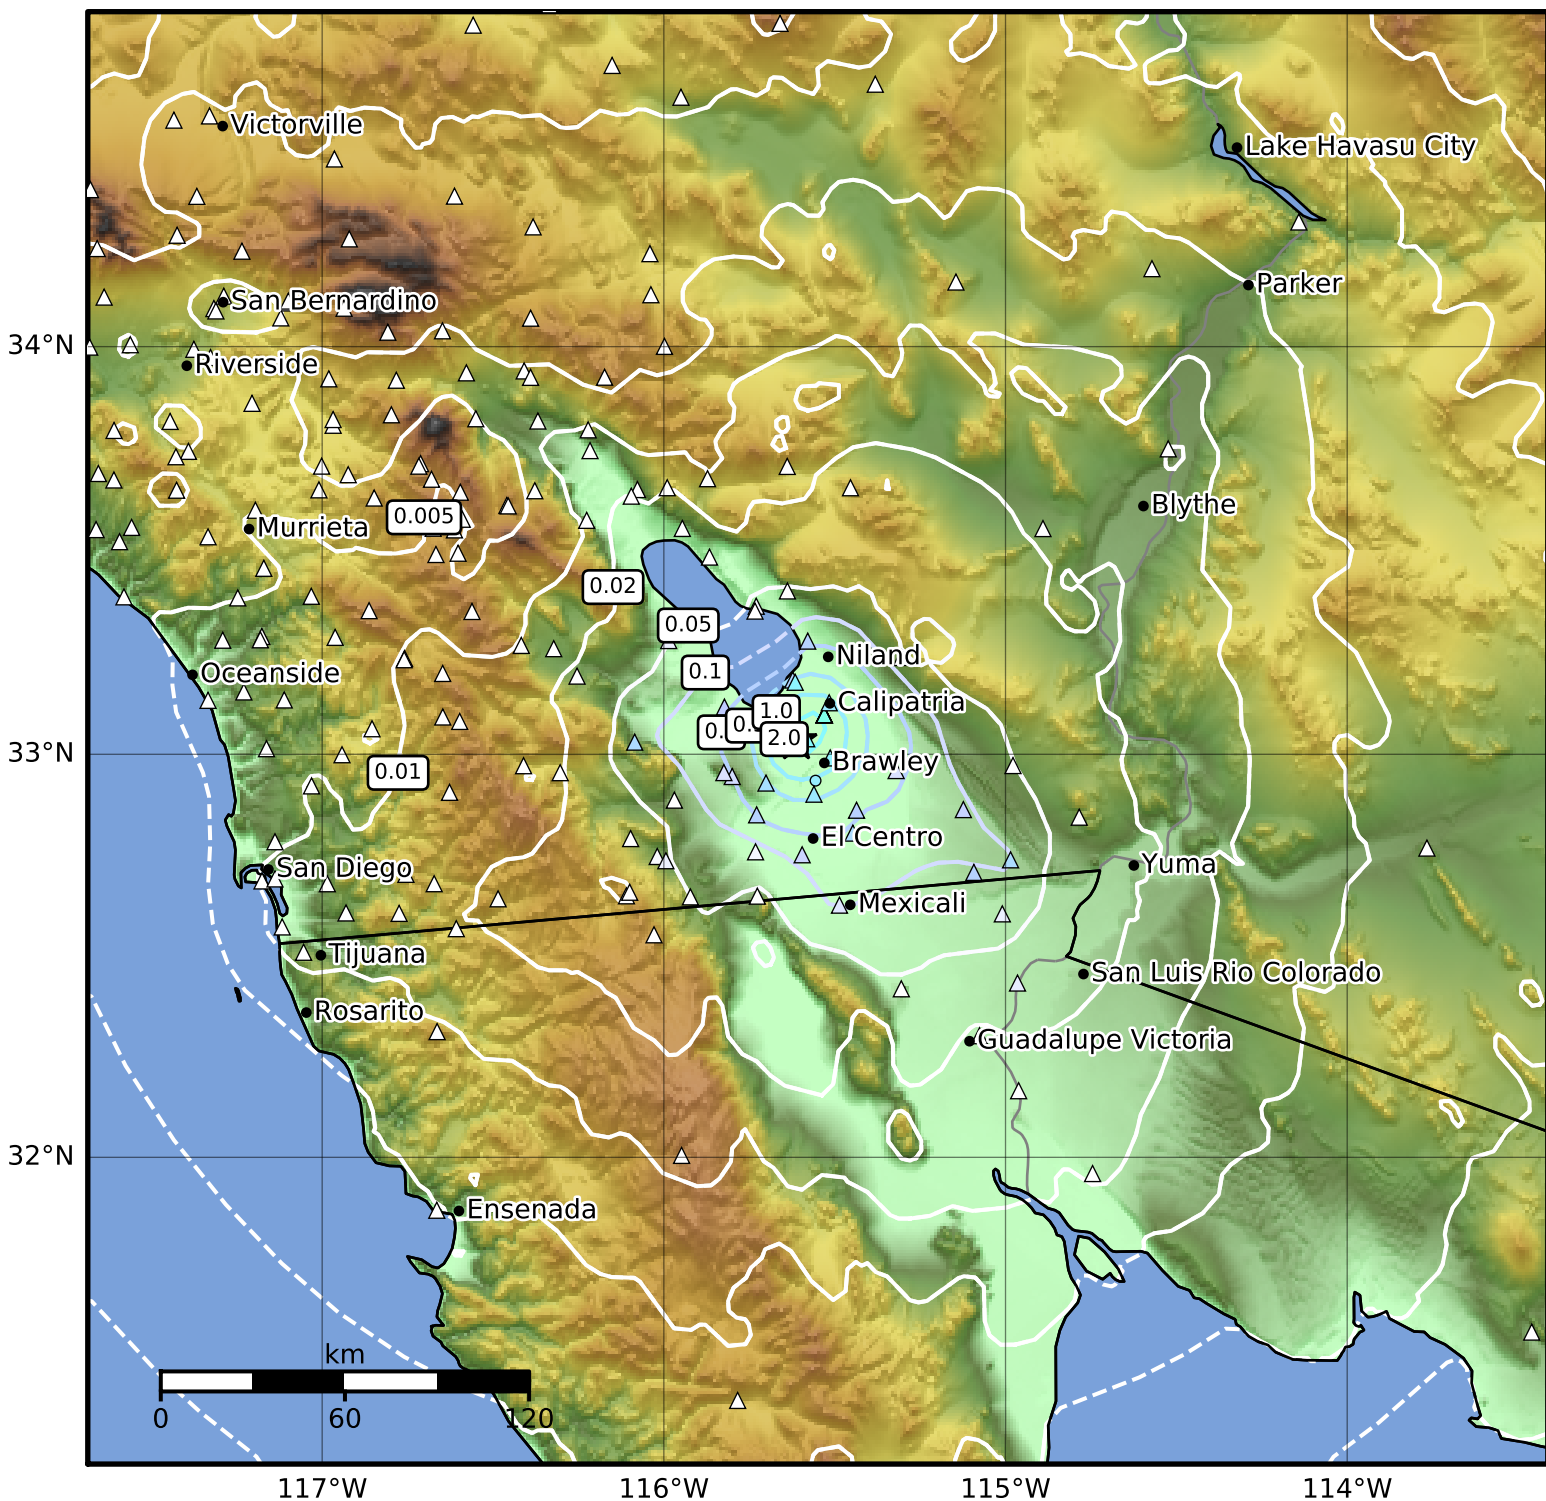 Victorville
Lake Havasu City
San Bernardino
Parker
34°N
Riverside
Blythe
0.005
Murrieta
0.02
0.05
Niland
0.1
Oceanside
Calipatria
1.0
2.0
33°N
Brawley
0.01
El Centro
San Diego
Yuma
Mexicali
Tijuana
San Luis Rio Colorado
Rosarito
Guadalupe Victoria
32°N
Ensenada
km
0 60 120
117°W 116°W 115°W 114°W